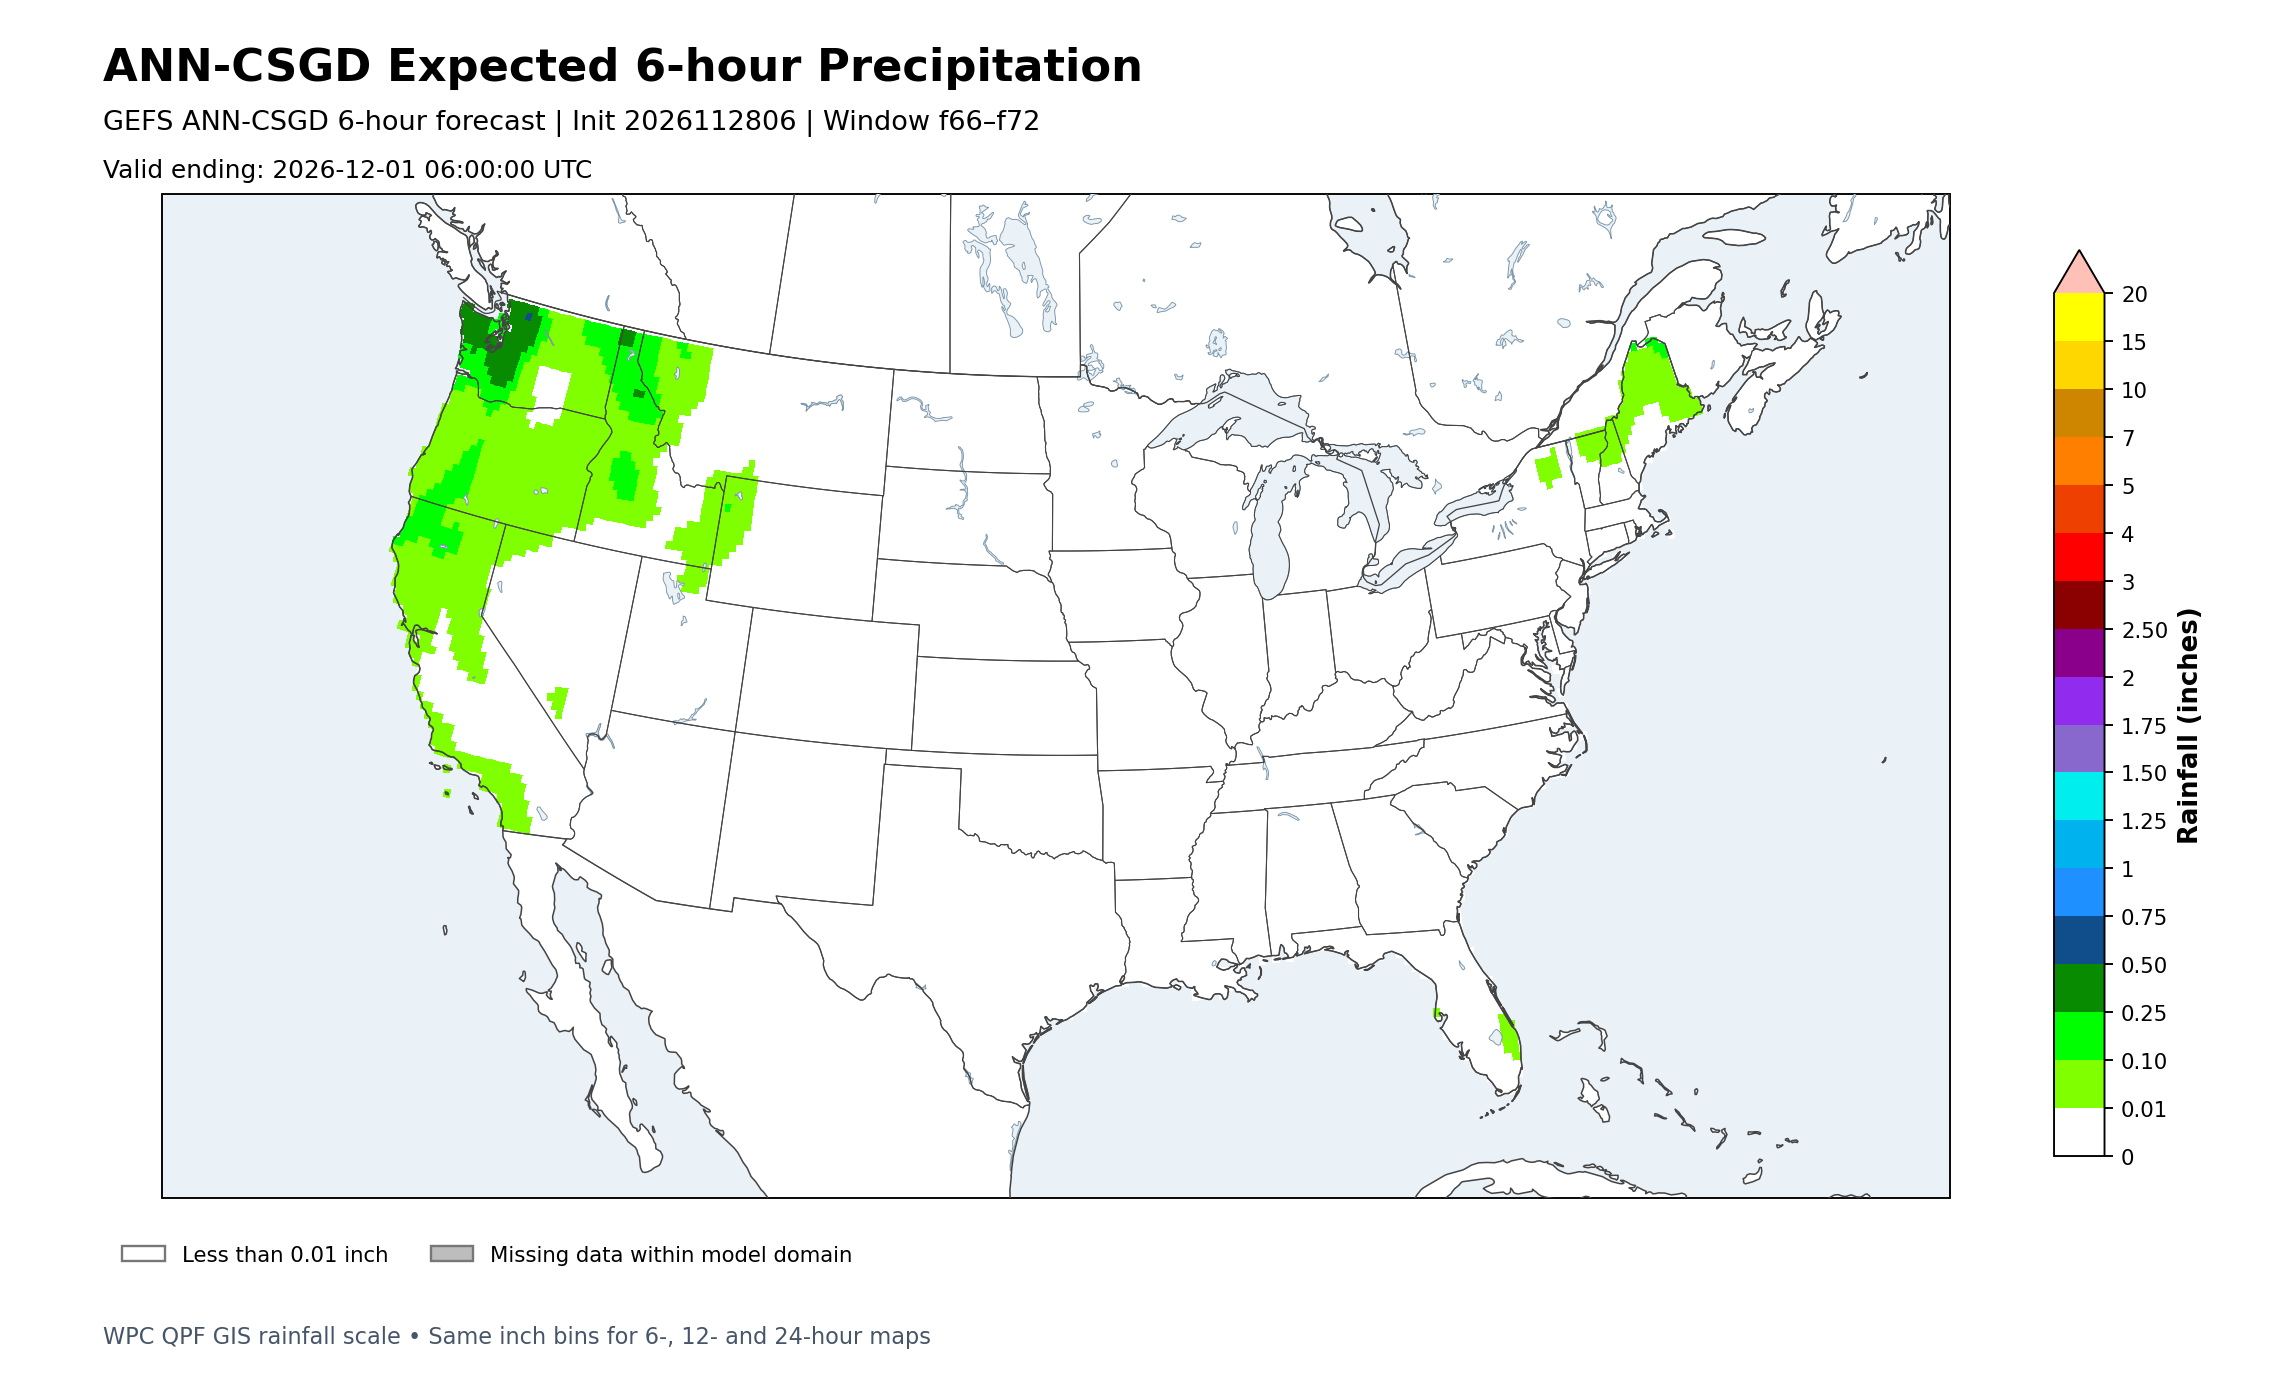 ANN-CSGD Expected 6-hour Precipitation
GEFS ANN-CSGD 6-hour forecast | Init 2026112806 | Window f66–f72
Valid ending: 2026-12-01 06:00:00 UTC
20
15
10
7
5
4
3
2.50
2
1.75
1.50
1.25
1
0.75
0.50
0.25
0.10
0.01
0
Rainfall (inches)
Less than 0.01 inch
Missing data within model domain
WPC QPF GIS rainfall scale • Same inch bins for 6-, 12- and 24-hour maps